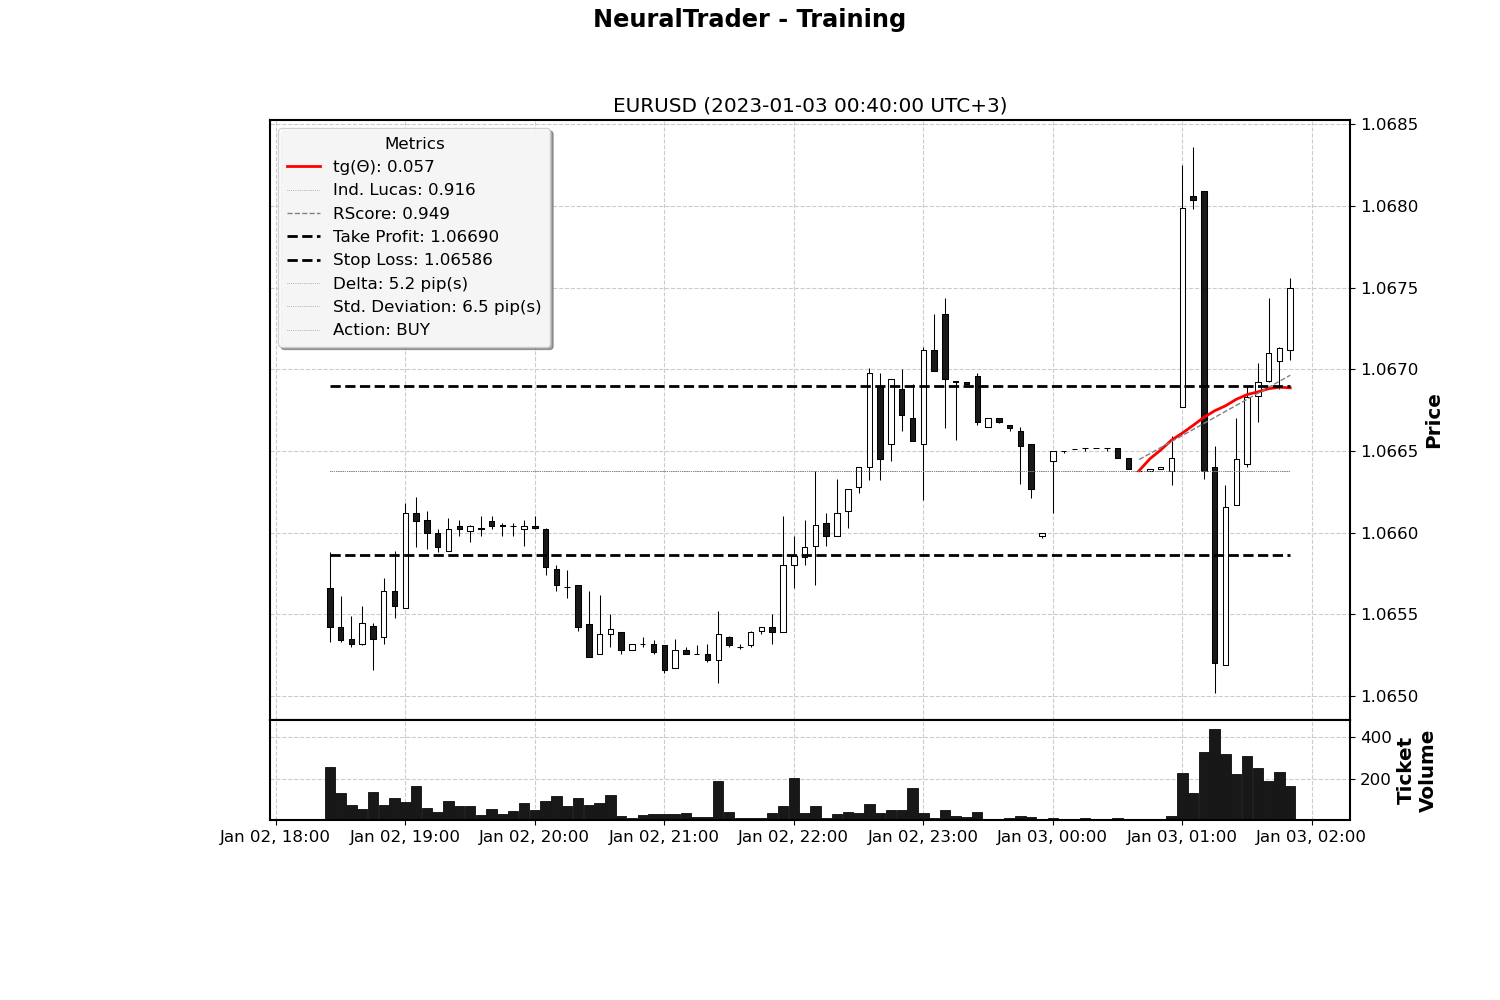 NeuralTrader - Training
EURUSD (2023-01-03 00:40:00 UTC+3)
Metrics
tg(Θ): 0.057
Ind. Lucas: 0.916
RScore: 0.949
Take Profit: 1.06690
Stop Loss: 1.06586
Delta: 5.2 pip(s)
Std. Deviation: 6.5 pip(s)
Action: BUY
1.0685
1.0680
1.0675
1.0670
1.0665
1.0660
1.0655
1.0650
Price
400
200
Ticket
Volume
Jan 02, 18:00 Jan 02, 19:00 Jan 02, 20:00 Jan 02, 21:00 Jan 02, 22:00 Jan 02, 23:00 Jan 03, 00:00 Jan 03, 01:00 Jan 03, 02:00